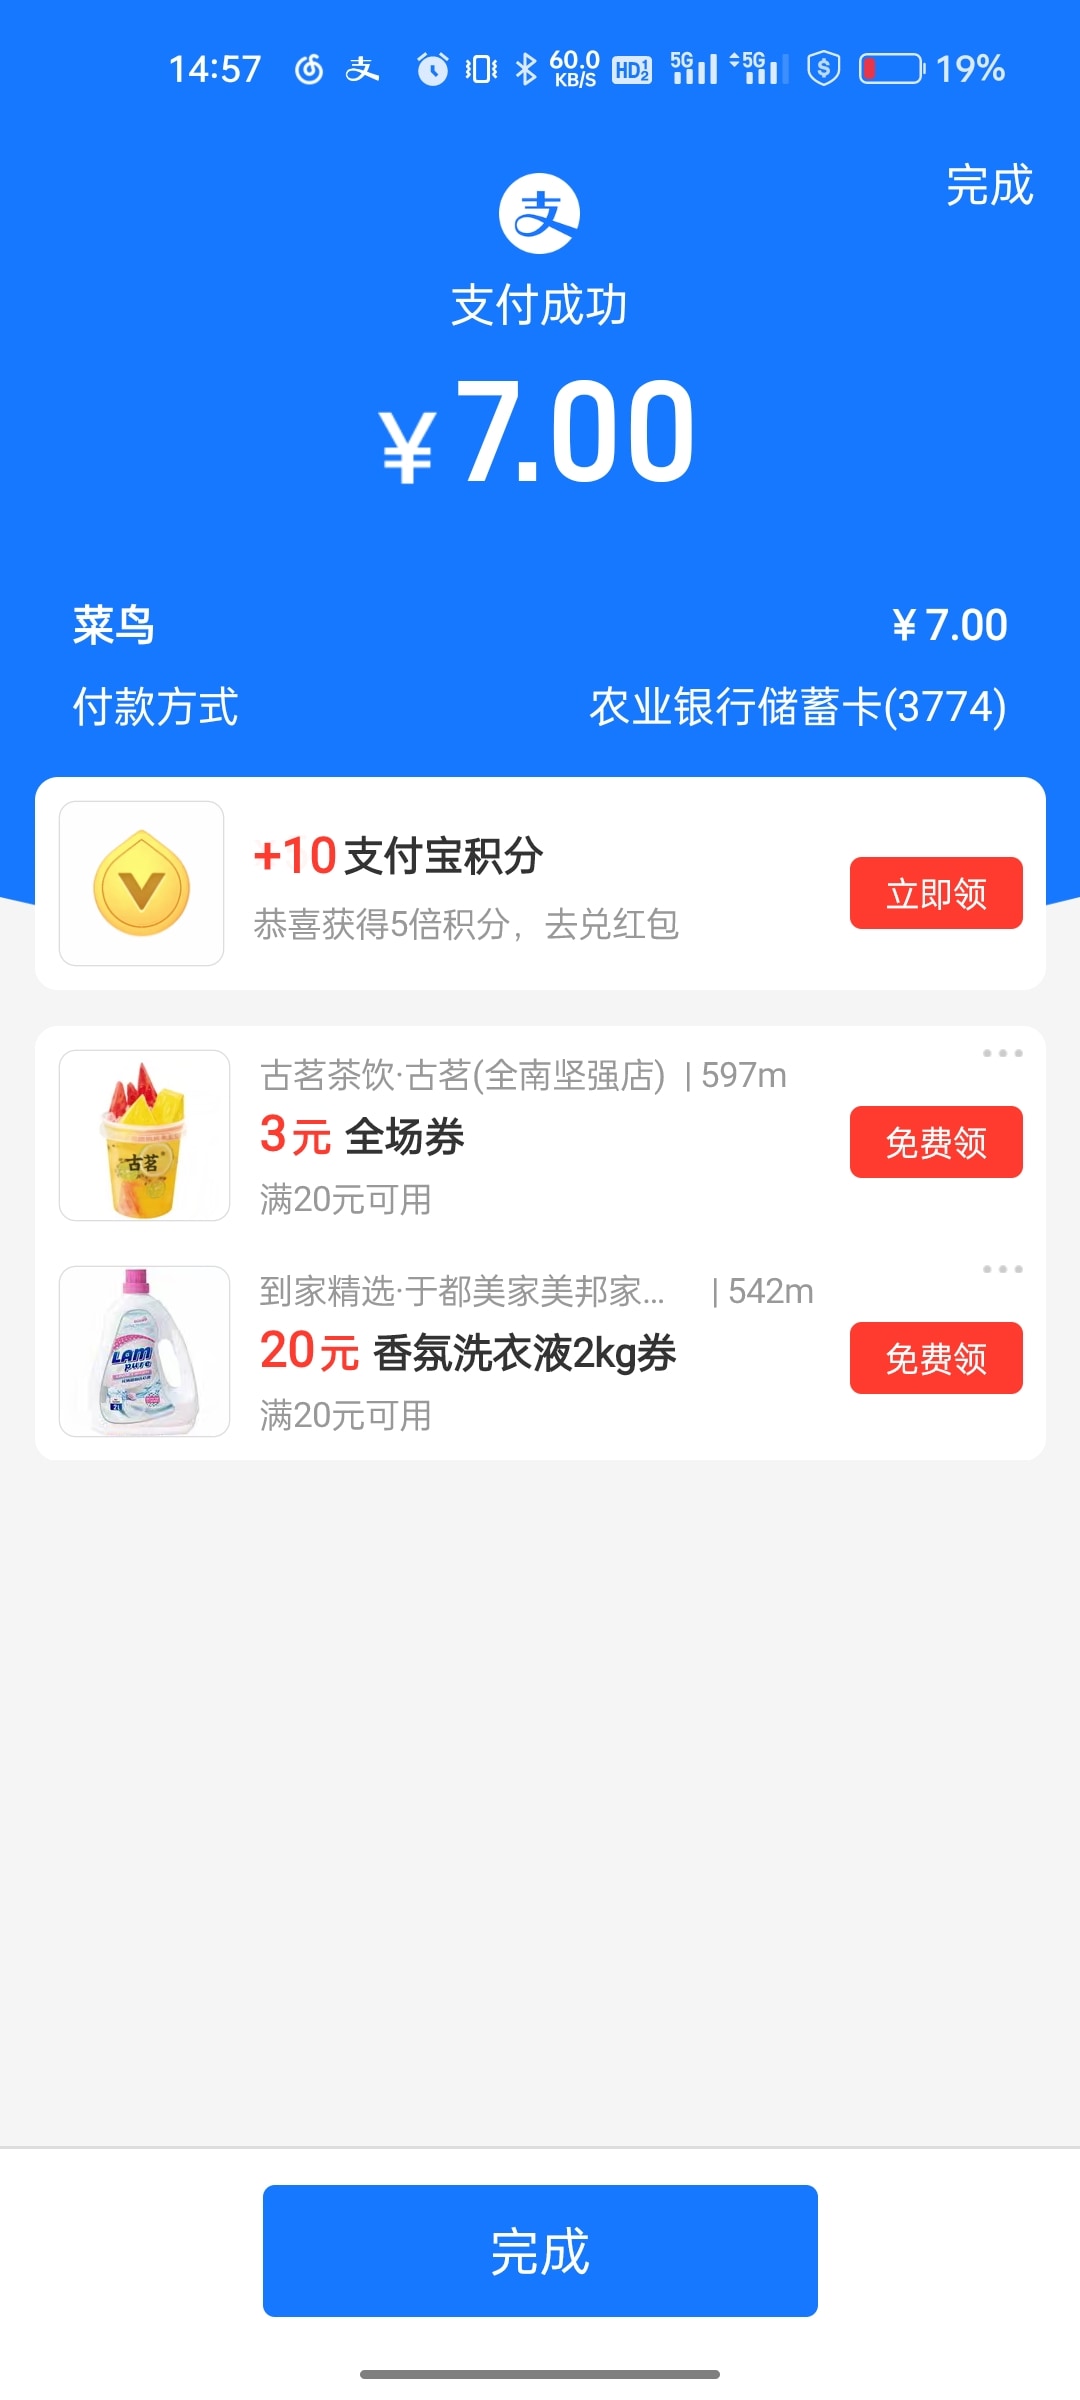 14:57 60.0 KB/S HD 1 2 5G 5G 19%
完成
支付成功
¥7.00
菜鸟 ¥7.00
付款方式 农业银行储蓄卡(3774)
+10支付宝积分
恭喜获得5倍积分，去兑红包
立即领
古茗茶饮·古茗(全南坚强店) | 597m
3元 全场券
满20元可用
免费领
古茗
到家精选·于都美家美邦家... | 542m
20元 香氛洗衣液2kg券
满20元可用
免费领
LAM
pure
完成